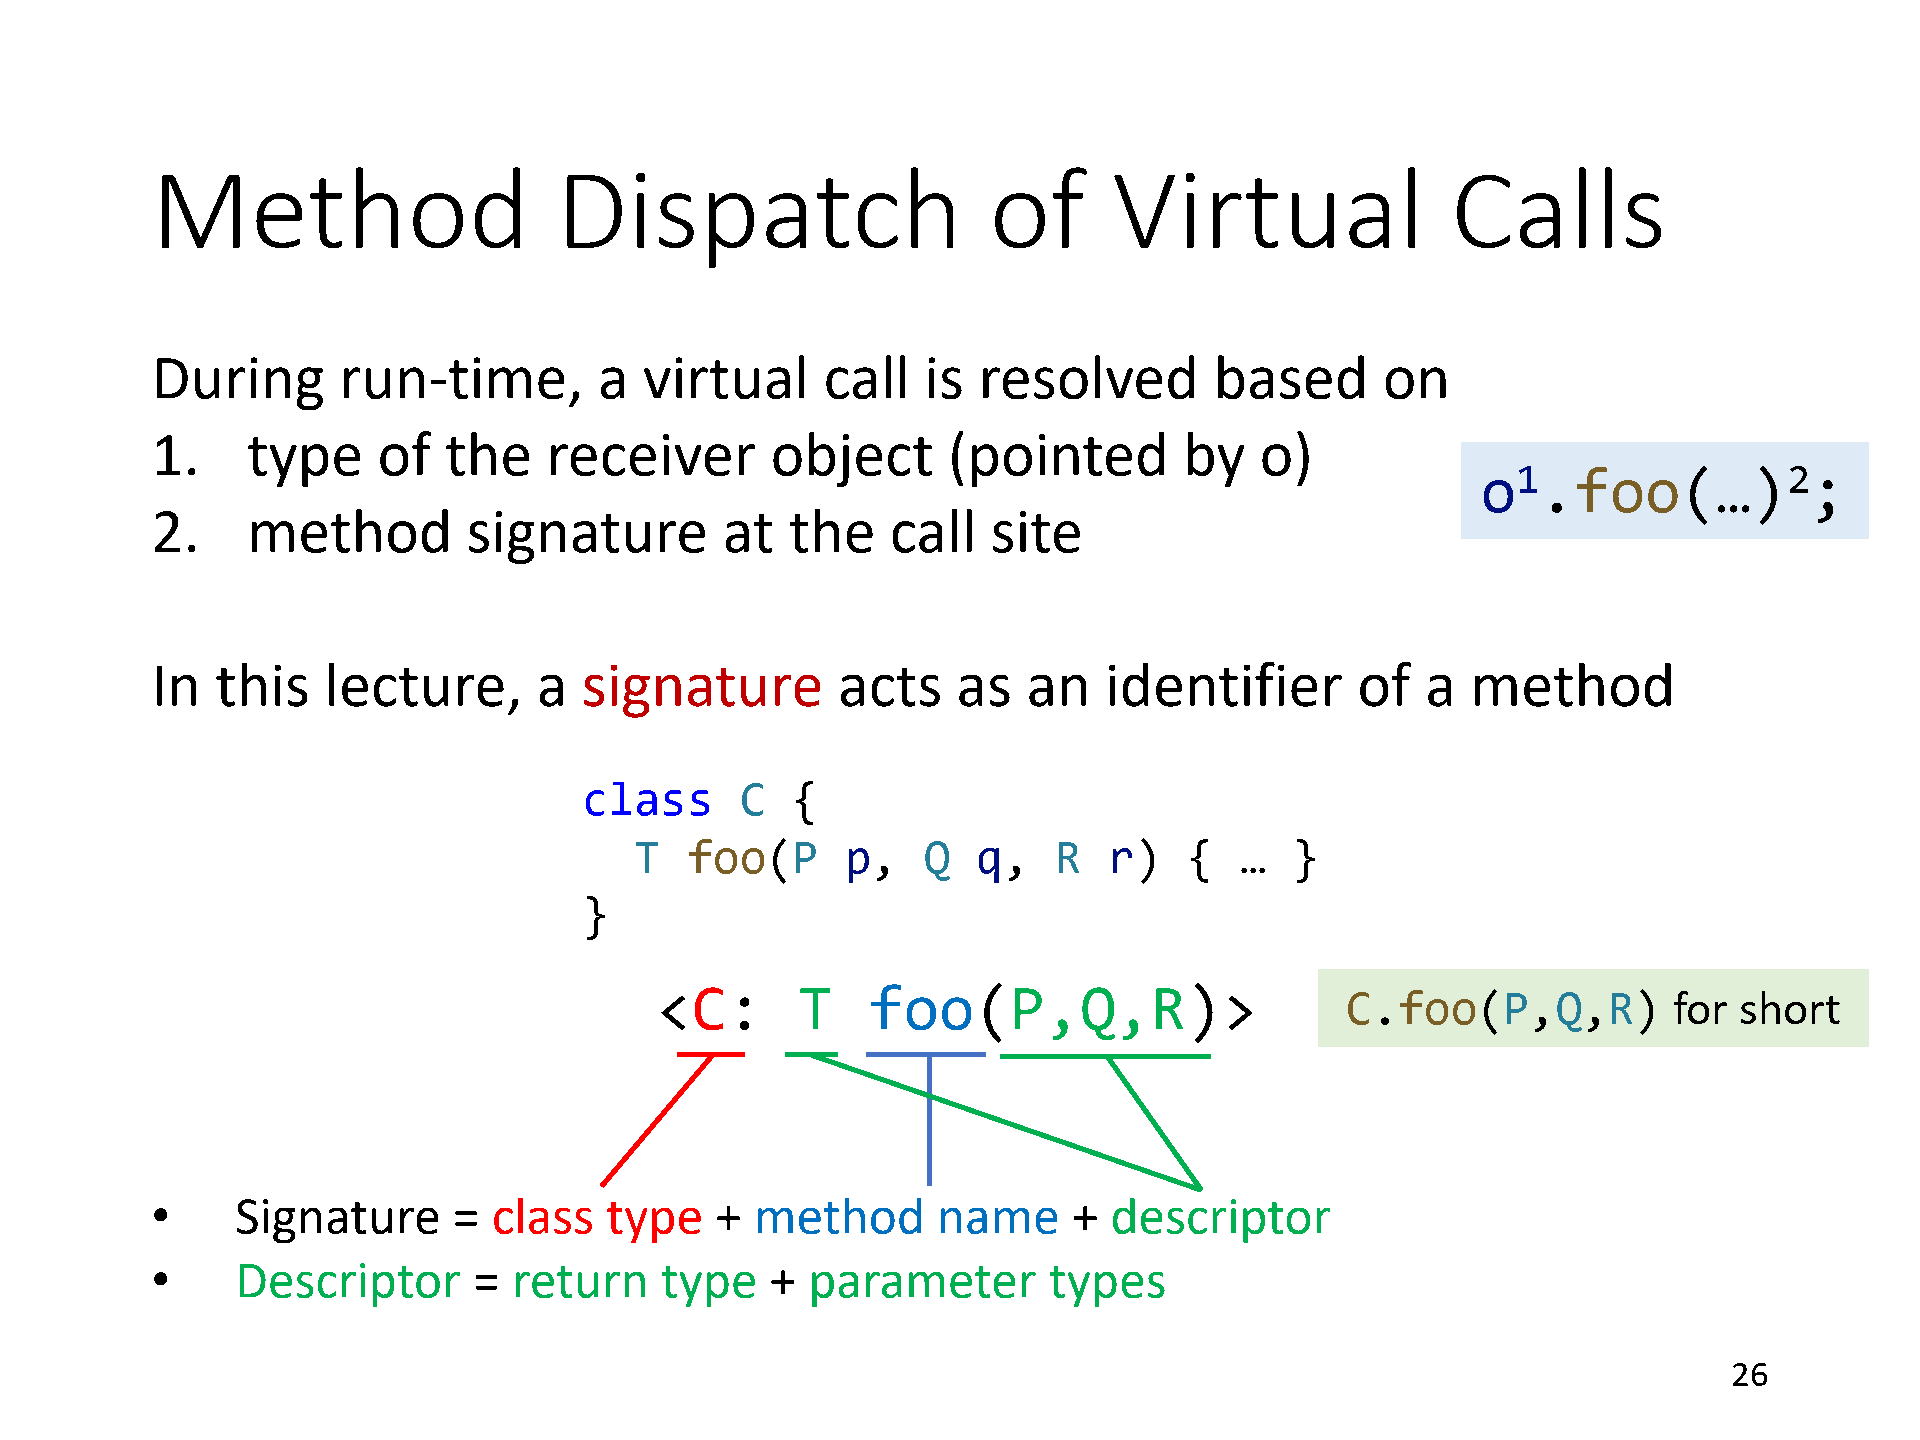 Method Dispatch of Virtual Calls
During run-time, a virtual call is resolved based on
1. type of the receiver object (pointed by o)
2. method signature at the call site
o¹.foo(…)²;
In this lecture, a signature acts as an identifier of a method
class C {
  T foo(P p, Q q, R r) { … }
}
<C: T foo(P,Q,R)>
C.foo(P,Q,R) for short
• Signature = class type + method name + descriptor
• Descriptor = return type + parameter types
26